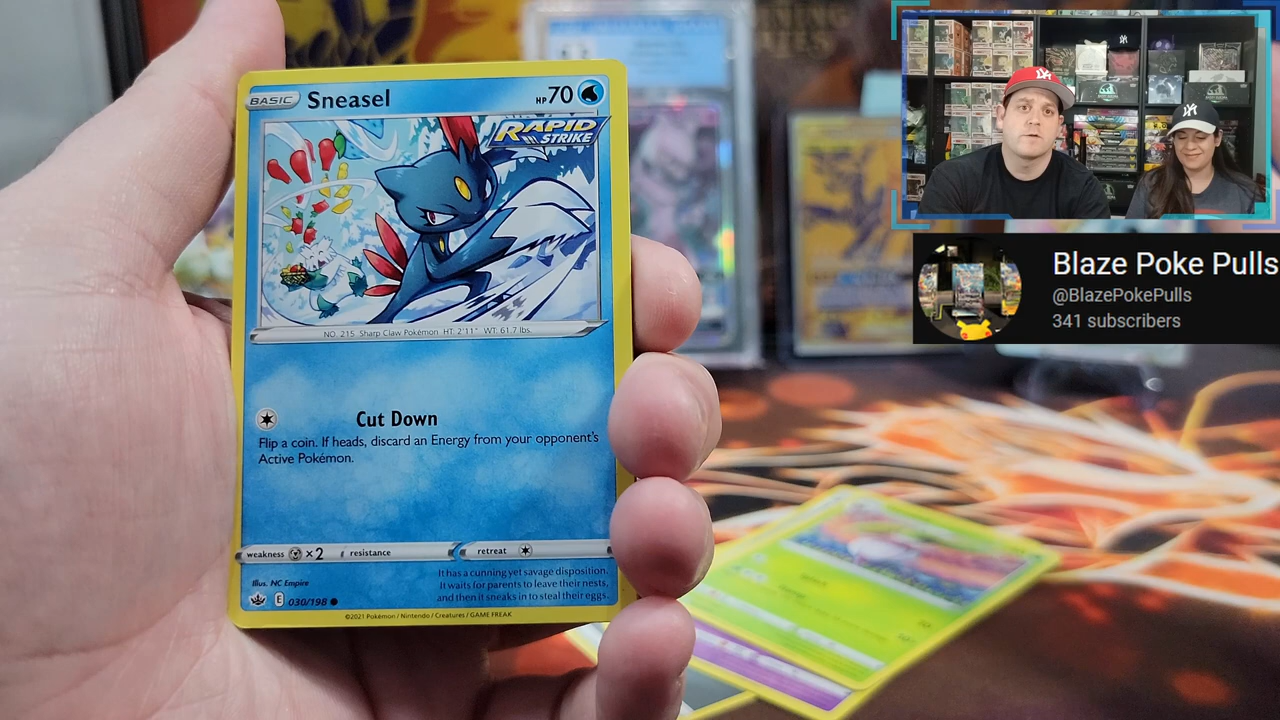 BASIC Sneasel HP 70
RAPID
STRIKE
NO. 215 Sharp Claw Pokémon HT: 2'11" WT: 61.7 lbs.
Cut Down
Flip a coin. If heads, discard an Energy from your opponent's
Active Pokémon.
weakness ×2 resistance retreat
It has a cunning yet savage disposition.
It waits for parents to leave their nests,
and then it sneaks in to steal their eggs.
Illus. NC Empire
E 030/198
©2021 Pokémon / Nintendo / Creatures / GAME FREAK
Blaze Poke Pulls
@BlazePokePulls
341 subscribers